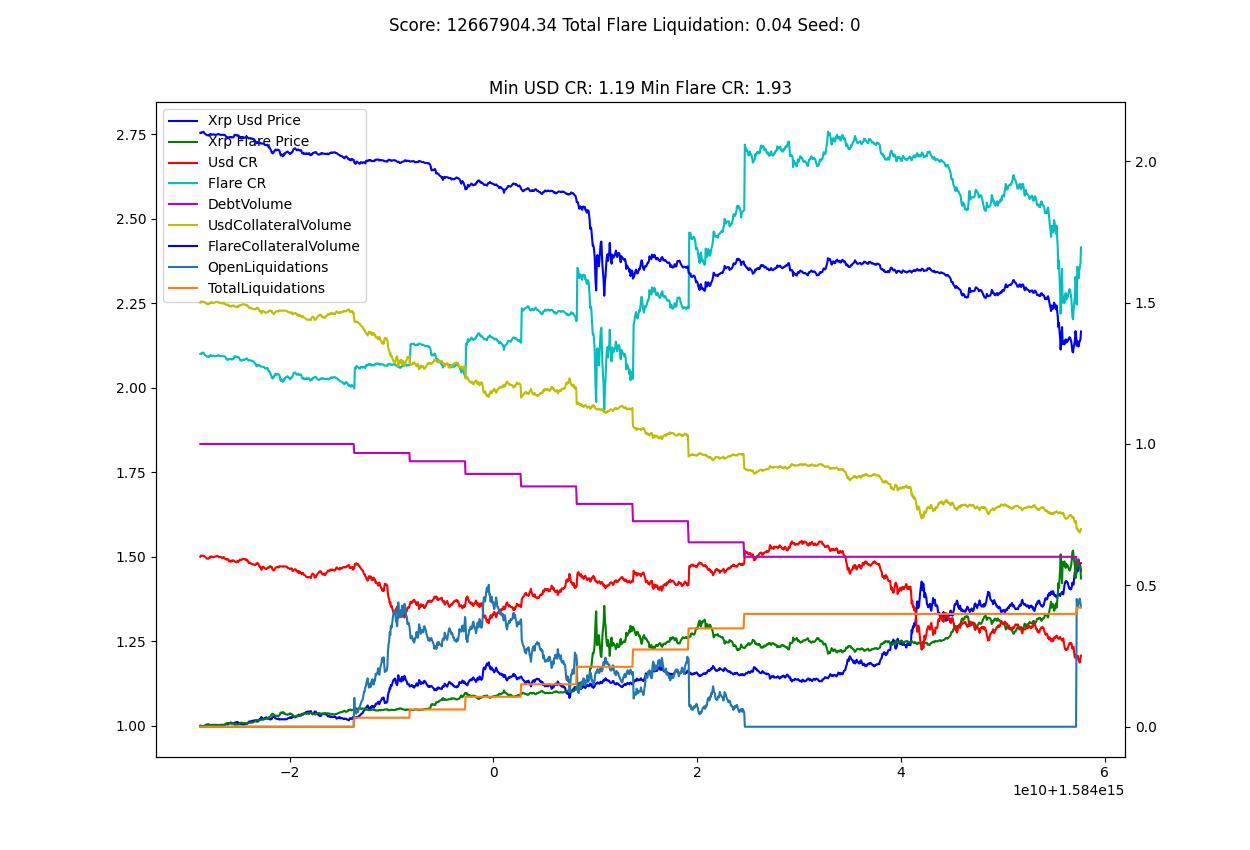 Score: 12667904.34 Total Flare Liquidation: 0.04 Seed: 0
Min USD CR: 1.19 Min Flare CR: 1.93
Xrp Usd Price
Xrp Flare Price
Usd CR
Flare CR
DebtVolume
UsdCollateralVolume
FlareCollateralVolume
OpenLiquidations
TotalLiquidations
2.75
2.50
2.25
2.00
1.75
1.50
1.25
1.00
2.0
1.5
1.0
0.5
0.0
−2 0 2 4 6
1e10+1.584e15